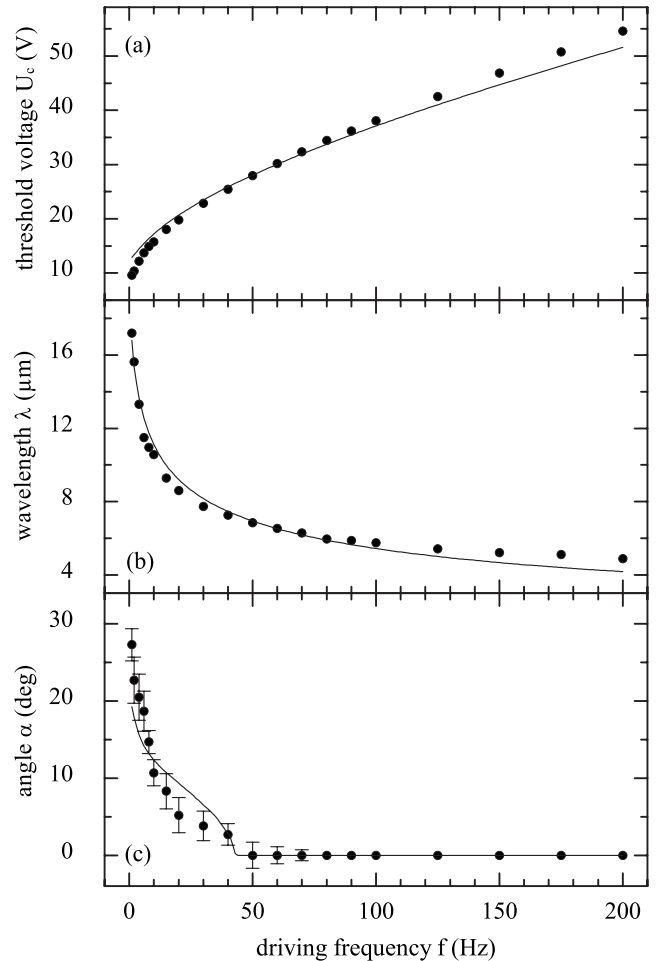 (a)
threshold voltage U_c (V)
50
40
30
20
10
(b)
wavelength λ (μm)
16
12
8
4
(c)
angle α (deg)
30
20
10
0
0 50 100 150 200
driving frequency f (Hz)